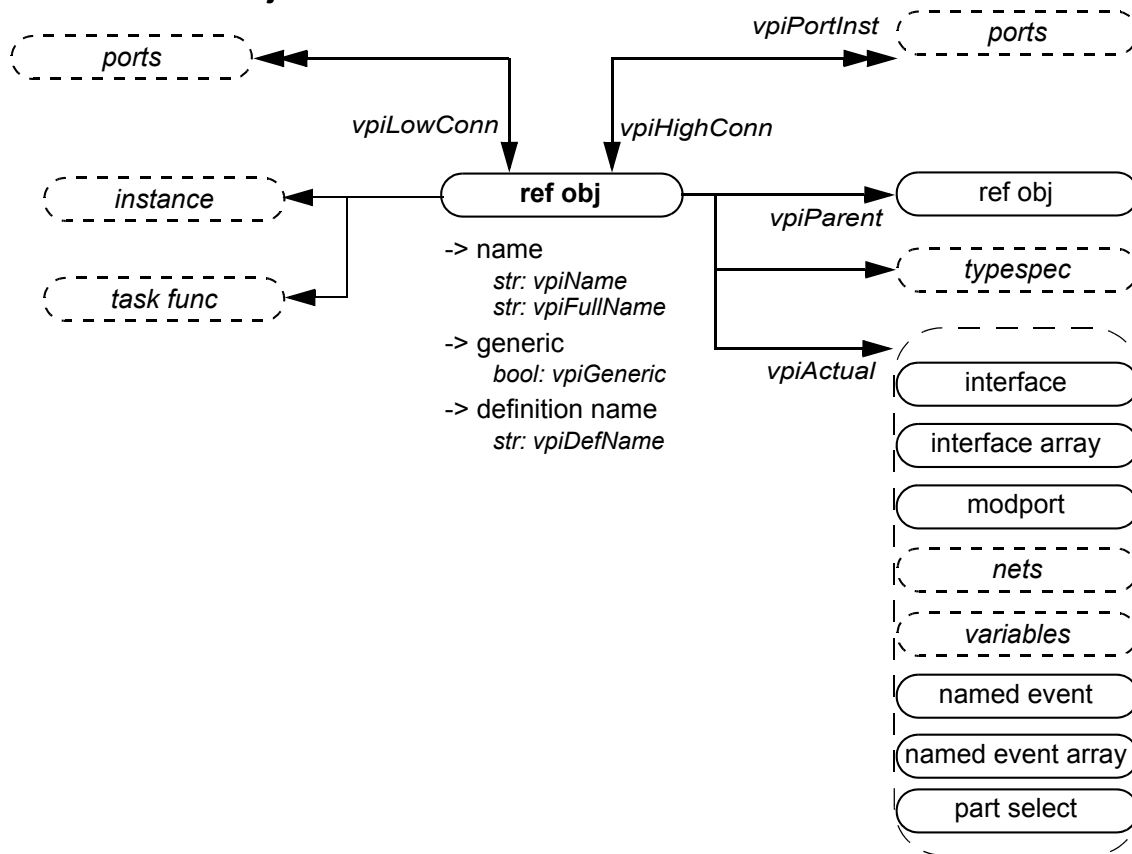 vpiPortInst
ports
ports
vpiLowConn
vpiHighConn
instance
ref obj
ref obj
vpiParent
-> name
str: vpiName
str: vpiFullName
typespec
task func
-> generic
bool: vpiGeneric
vpiActual
interface
-> definition name
str: vpiDefName
interface array
modport
nets
variables
named event
named event array
part select